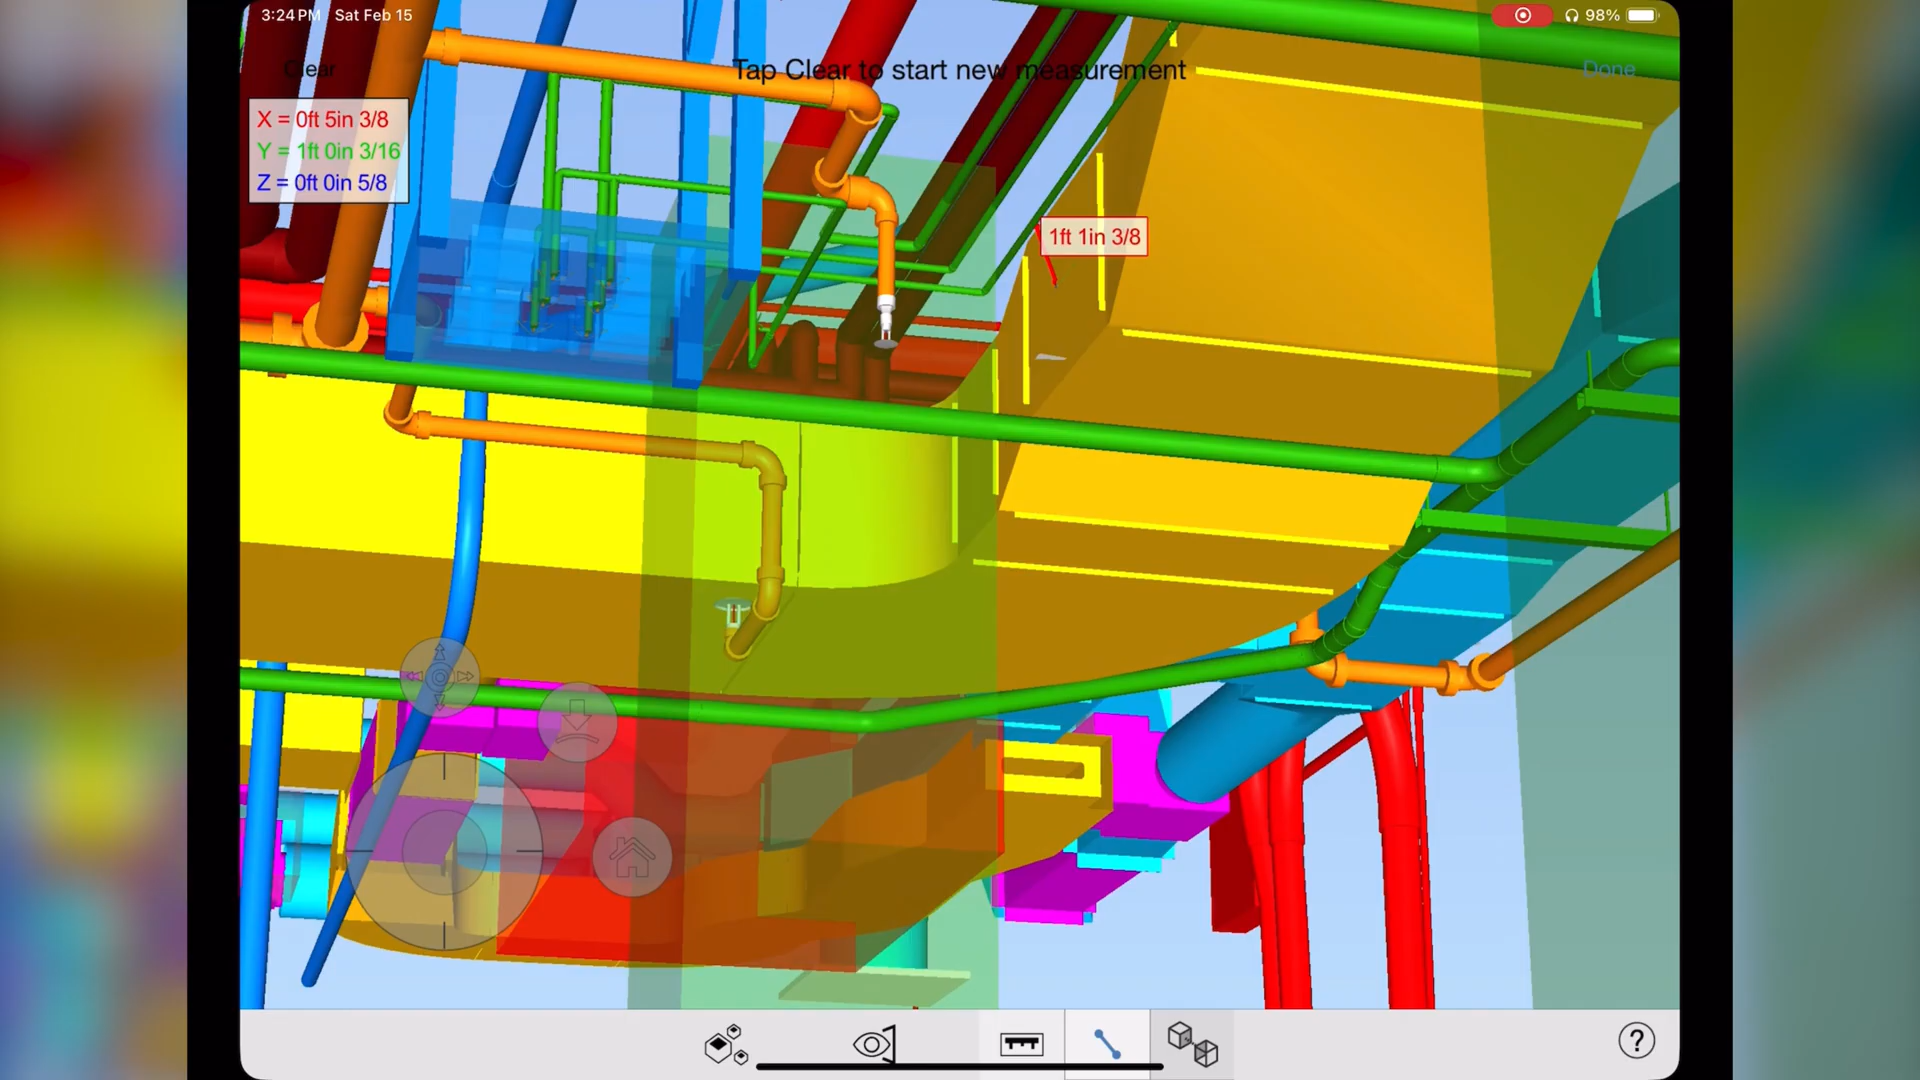 3:24 PM Sat Feb 15
98%
Clear
Tap Clear to start new measurement
Done
X = 0ft 5in 3/8
Y = 1ft 0in 3/16
Z = 0ft 0in 5/8
1ft 1in 3/8
?